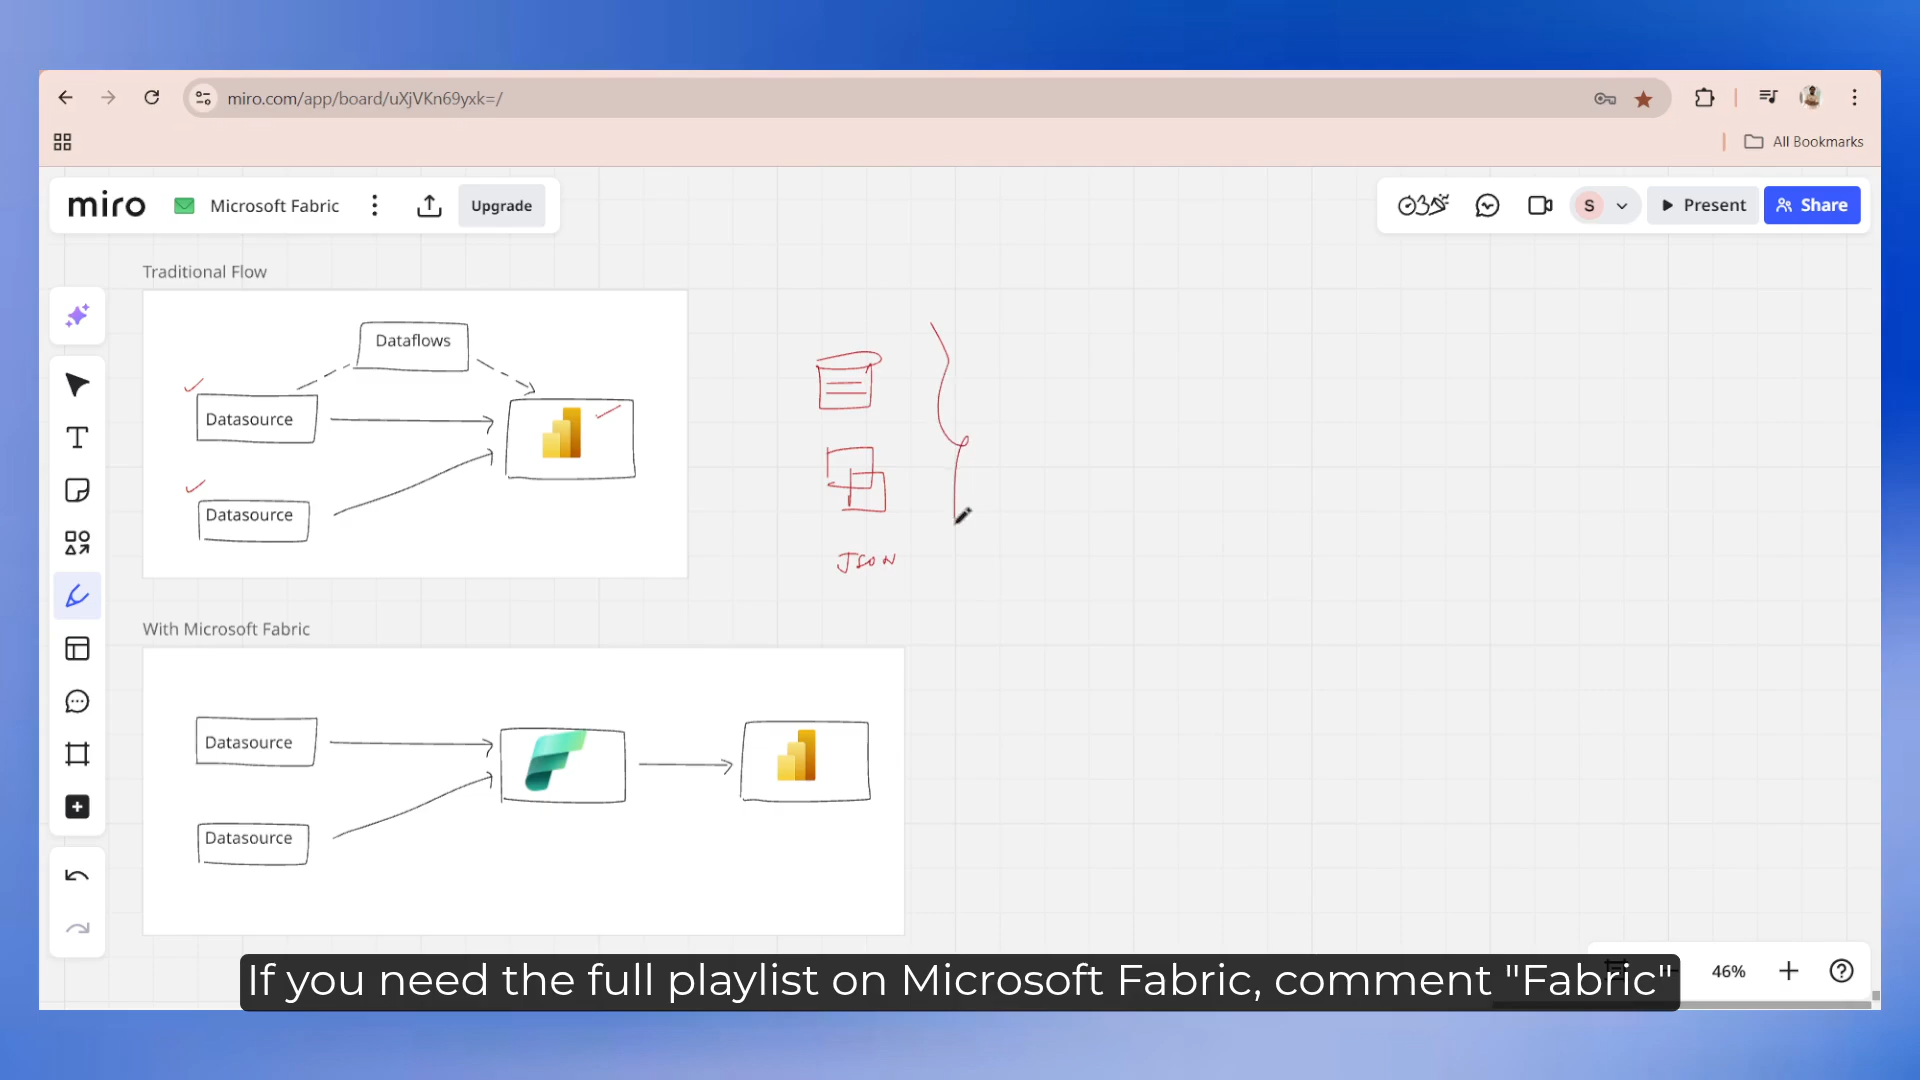 miro.com/app/board/uXjVKn69yxk=/
All Bookmarks
miro
Microsoft Fabric
Upgrade
S
Present
Share
Traditional Flow
Dataflows
Datasource
Datasource
JSON
With Microsoft Fabric
Datasource
Datasource
46%
If you need the full playlist on Microsoft Fabric, comment "Fabric"